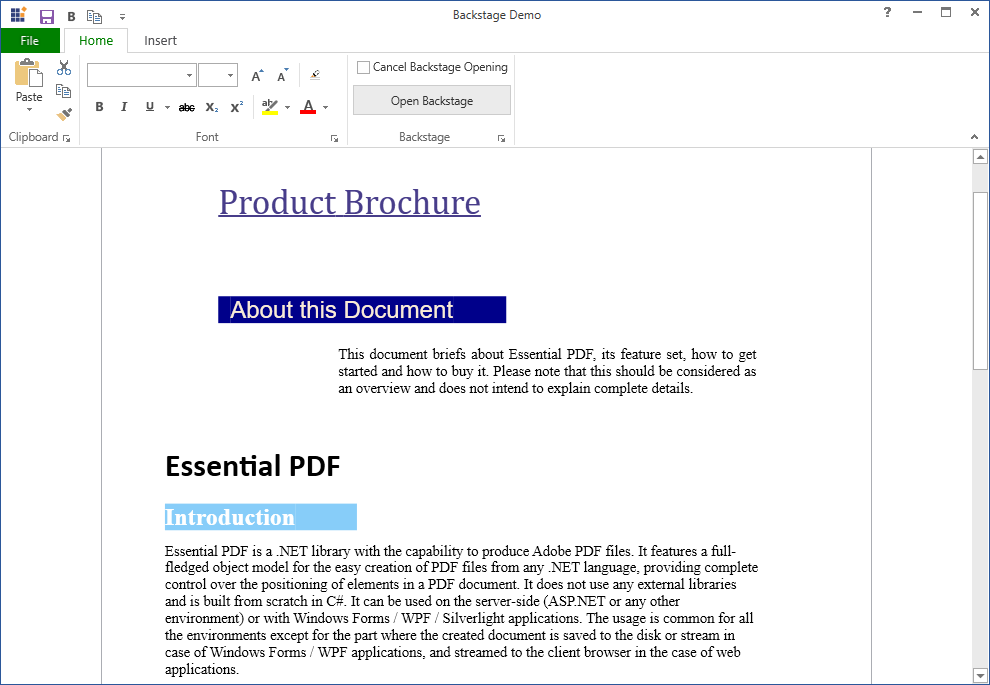 B
Backstage Demo
?
File Home Insert
Paste
Clipboard
A A
B I U abc X₂ X² ab A
Font
Cancel Backstage Opening
Open Backstage
Backstage
Product Brochure
About this Document
This document briefs about Essential PDF, its feature set, how to get
started and how to buy it. Please note that this should be considered as
an overview and does not intend to explain complete details.
Essential PDF
Introduction
Essential PDF is a .NET library with the capability to produce Adobe PDF files. It features a full-
fledged object model for the easy creation of PDF files from any .NET language, providing complete
control over the positioning of elements in a PDF document. It does not use any external libraries
and is built from scratch in C#. It can be used on the server-side (ASP.NET or any other
environment) or with Windows Forms / WPF / Silverlight applications. The usage is common for all
the environments except for the part where the created document is saved to the disk or stream in
case of Windows Forms / WPF applications, and streamed to the client browser in the case of web
applications.